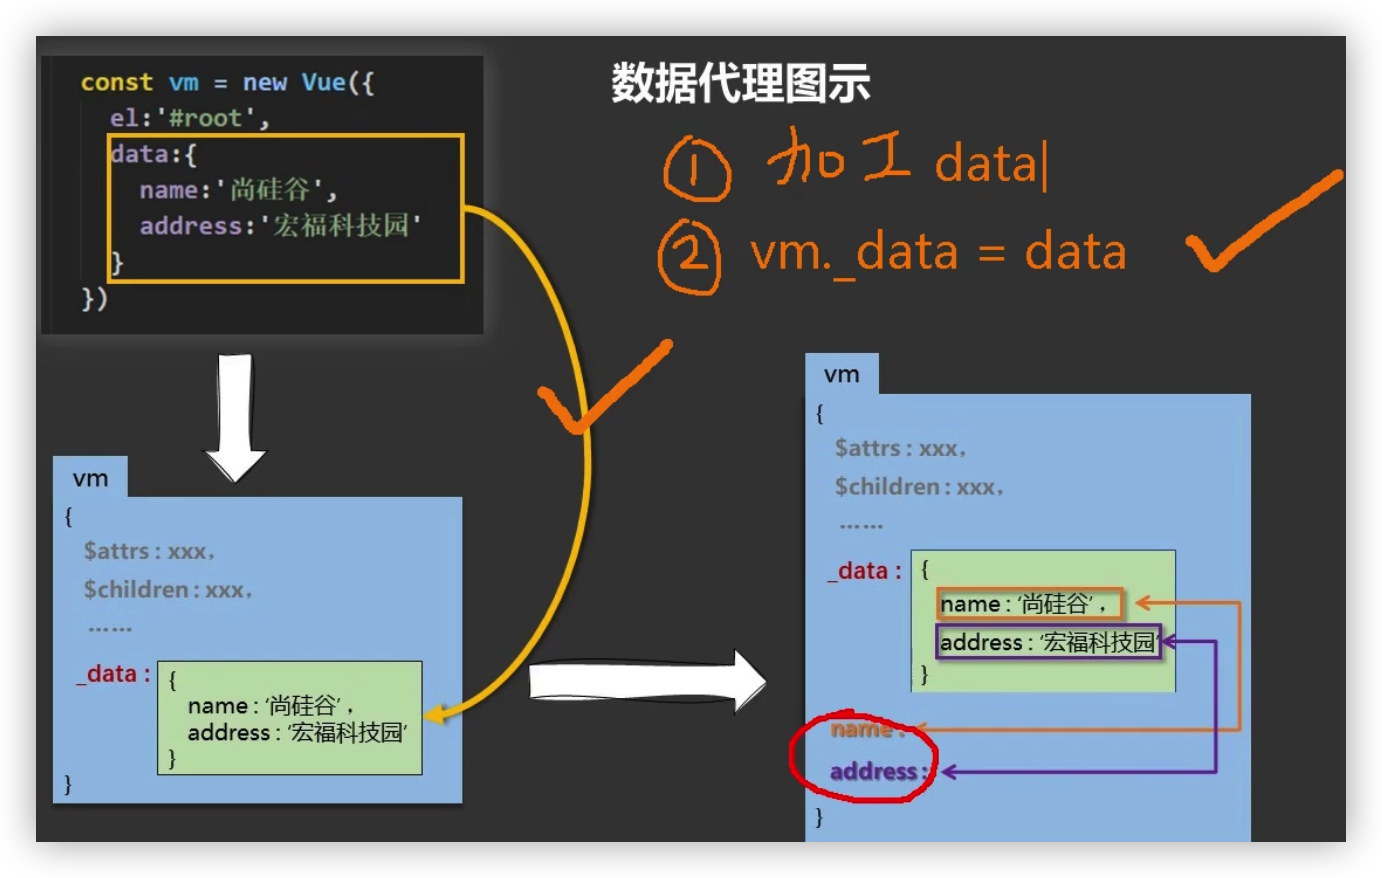 const vm = new Vue({
el:'#root',
data:{
name:'尚硅谷',
address:'宏福科技园'
}
})
数据代理图示
① 加工 data
② vm._data = data
vm
{
$attrs : xxx,
$children : xxx,
……
_data :
{
name : ‘尚硅谷’ ,
address : ‘宏福科技园’
}
}
vm
{
$attrs : xxx,
$children : xxx,
……
_data :
{
name : ‘尚硅谷’ ,
address : ‘宏福科技园’
}
name :
address :
}